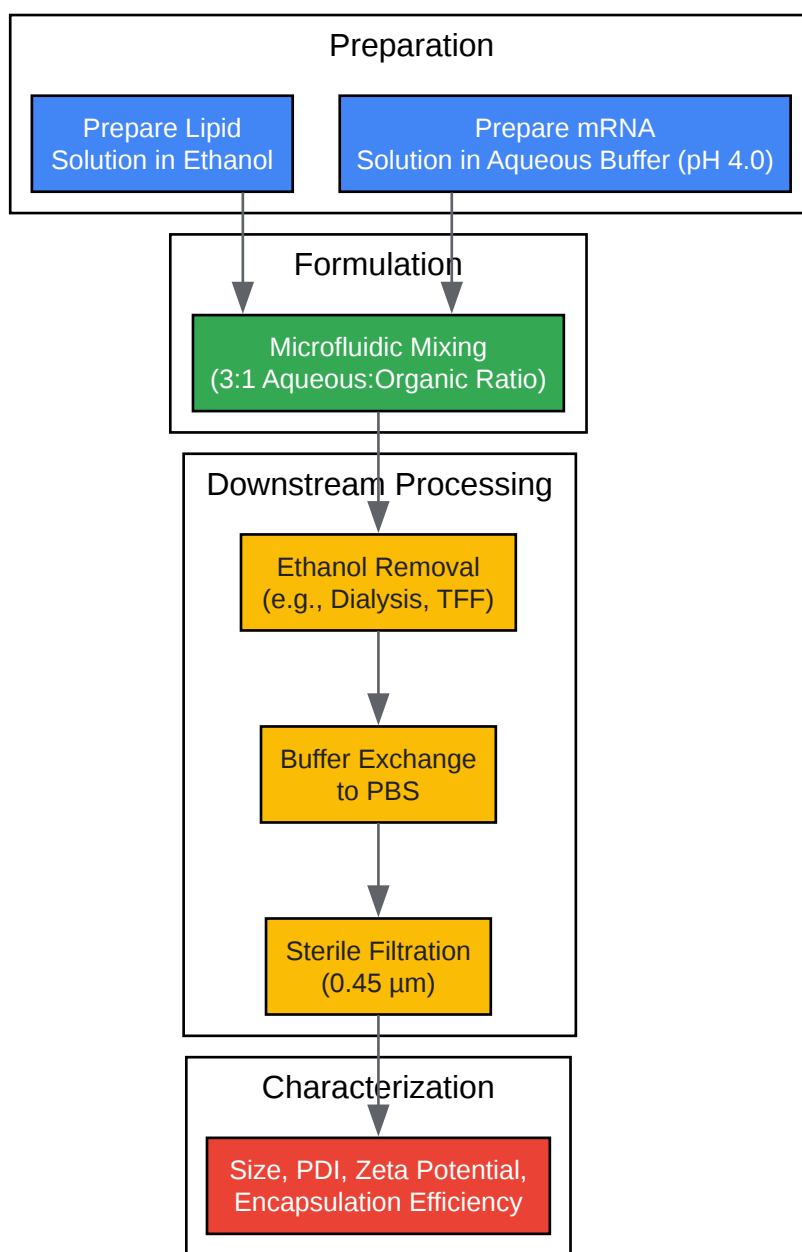 Preparation
Prepare Lipid
Solution in Ethanol
Prepare mRNA
Solution in Aqueous Buffer (pH 4.0)
Formulation
Microfluidic Mixing
(3:1 Aqueous:Organic Ratio)
Downstream Processing
Ethanol Removal
(e.g., Dialysis, TFF)
Buffer Exchange
to PBS
Sterile Filtration
(0.45 µm)
Characterization
Size, PDI, Zeta Potential,
Encapsulation Efficiency